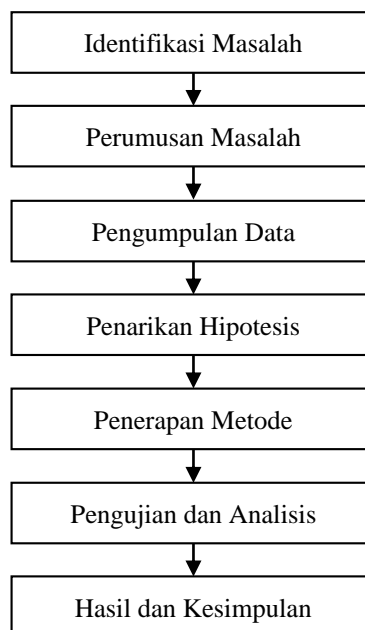 Identifikasi Masalah
Perumusan Masalah
Pengumpulan Data
Penarikan Hipotesis
Penerapan Metode
Pengujian dan Analisis
Hasil dan Kesimpulan